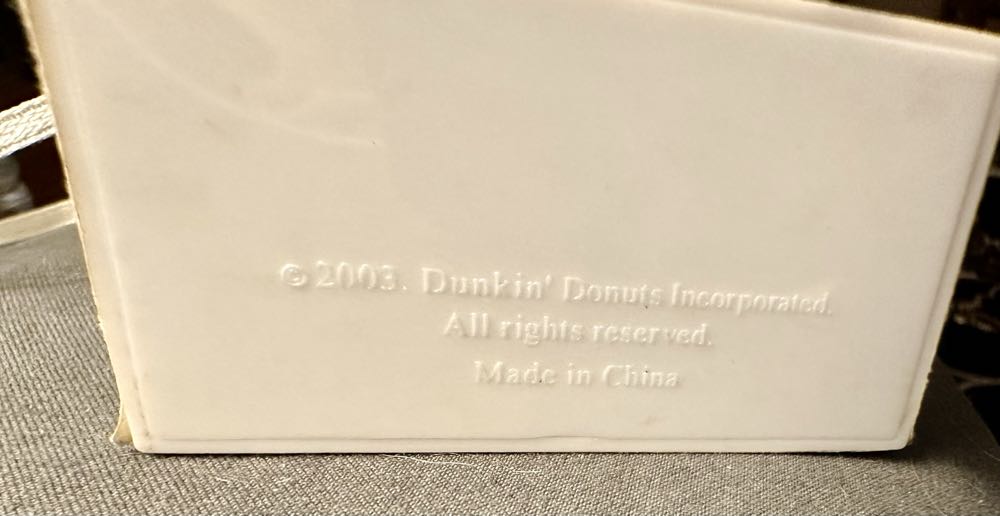 © 2003. Dunkin' Donuts Incorporated.
All rights reserved.
Made in China